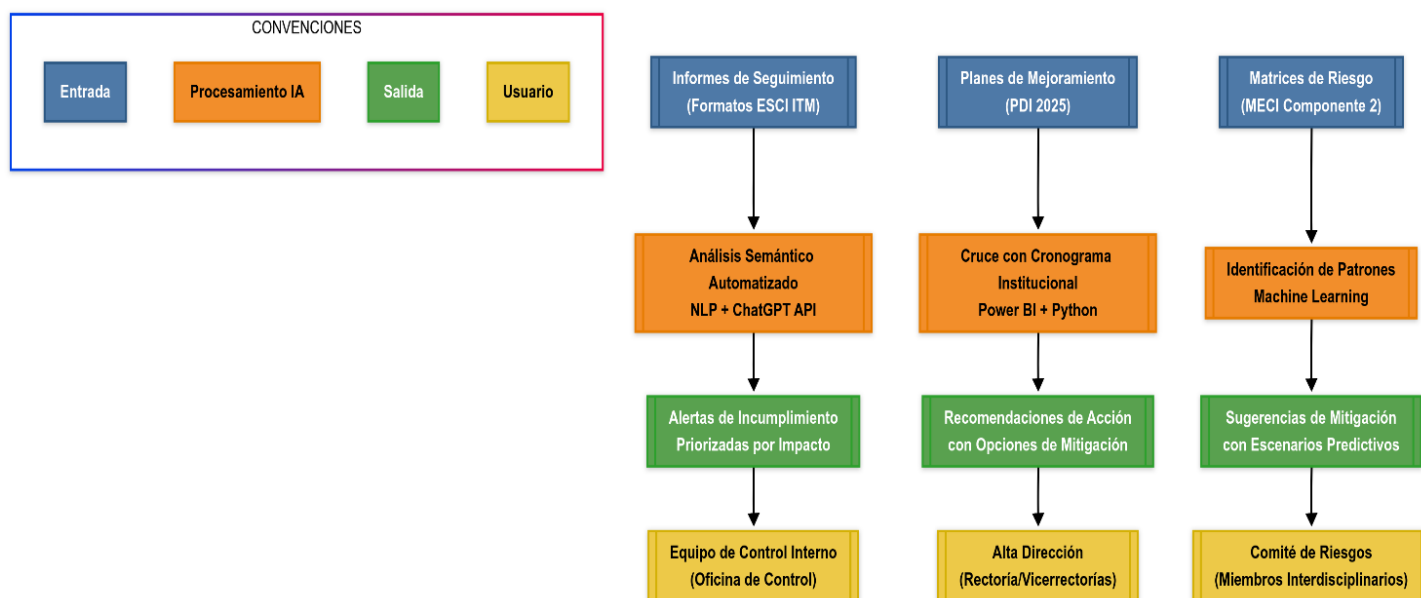 CONVENCIONES
Entrada
Procesamiento IA
Salida
Usuario
Informes de Seguimiento
(Formatos ESCI ITM)
Planes de Mejoramiento
(PDI 2025)
Matrices de Riesgo
(MECI Componente 2)
Análisis Semántico
Automatizado
NLP + ChatGPT API
Cruce con Cronograma
Institucional
Power BI + Python
Identificación de Patrones
Machine Learning
Alertas de Incumplimiento
Priorizadas por Impacto
Recomendaciones de Acción
con Opciones de Mitigación
Sugerencias de Mitigación
con Escenarios Predictivos
Equipo de Control Interno
(Oficina de Control)
Alta Dirección
(Rectoría/Vicerrectorías)
Comité de Riesgos
(Miembros Interdisciplinarios)